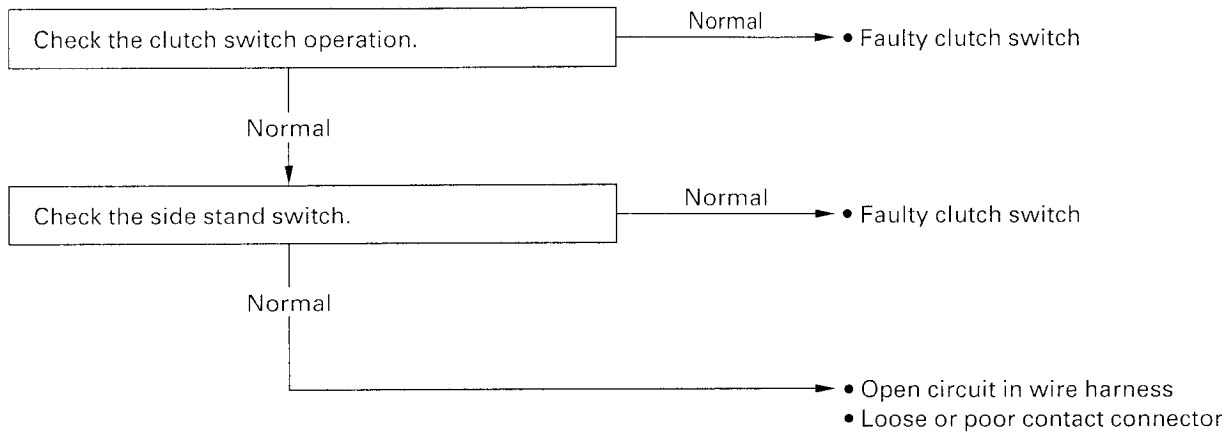 Check the clutch switch operation.
Normal
• Faulty clutch switch
Normal
Check the side stand switch.
Normal
• Faulty clutch switch
Normal
• Open circuit in wire harness
• Loose or poor contact connector